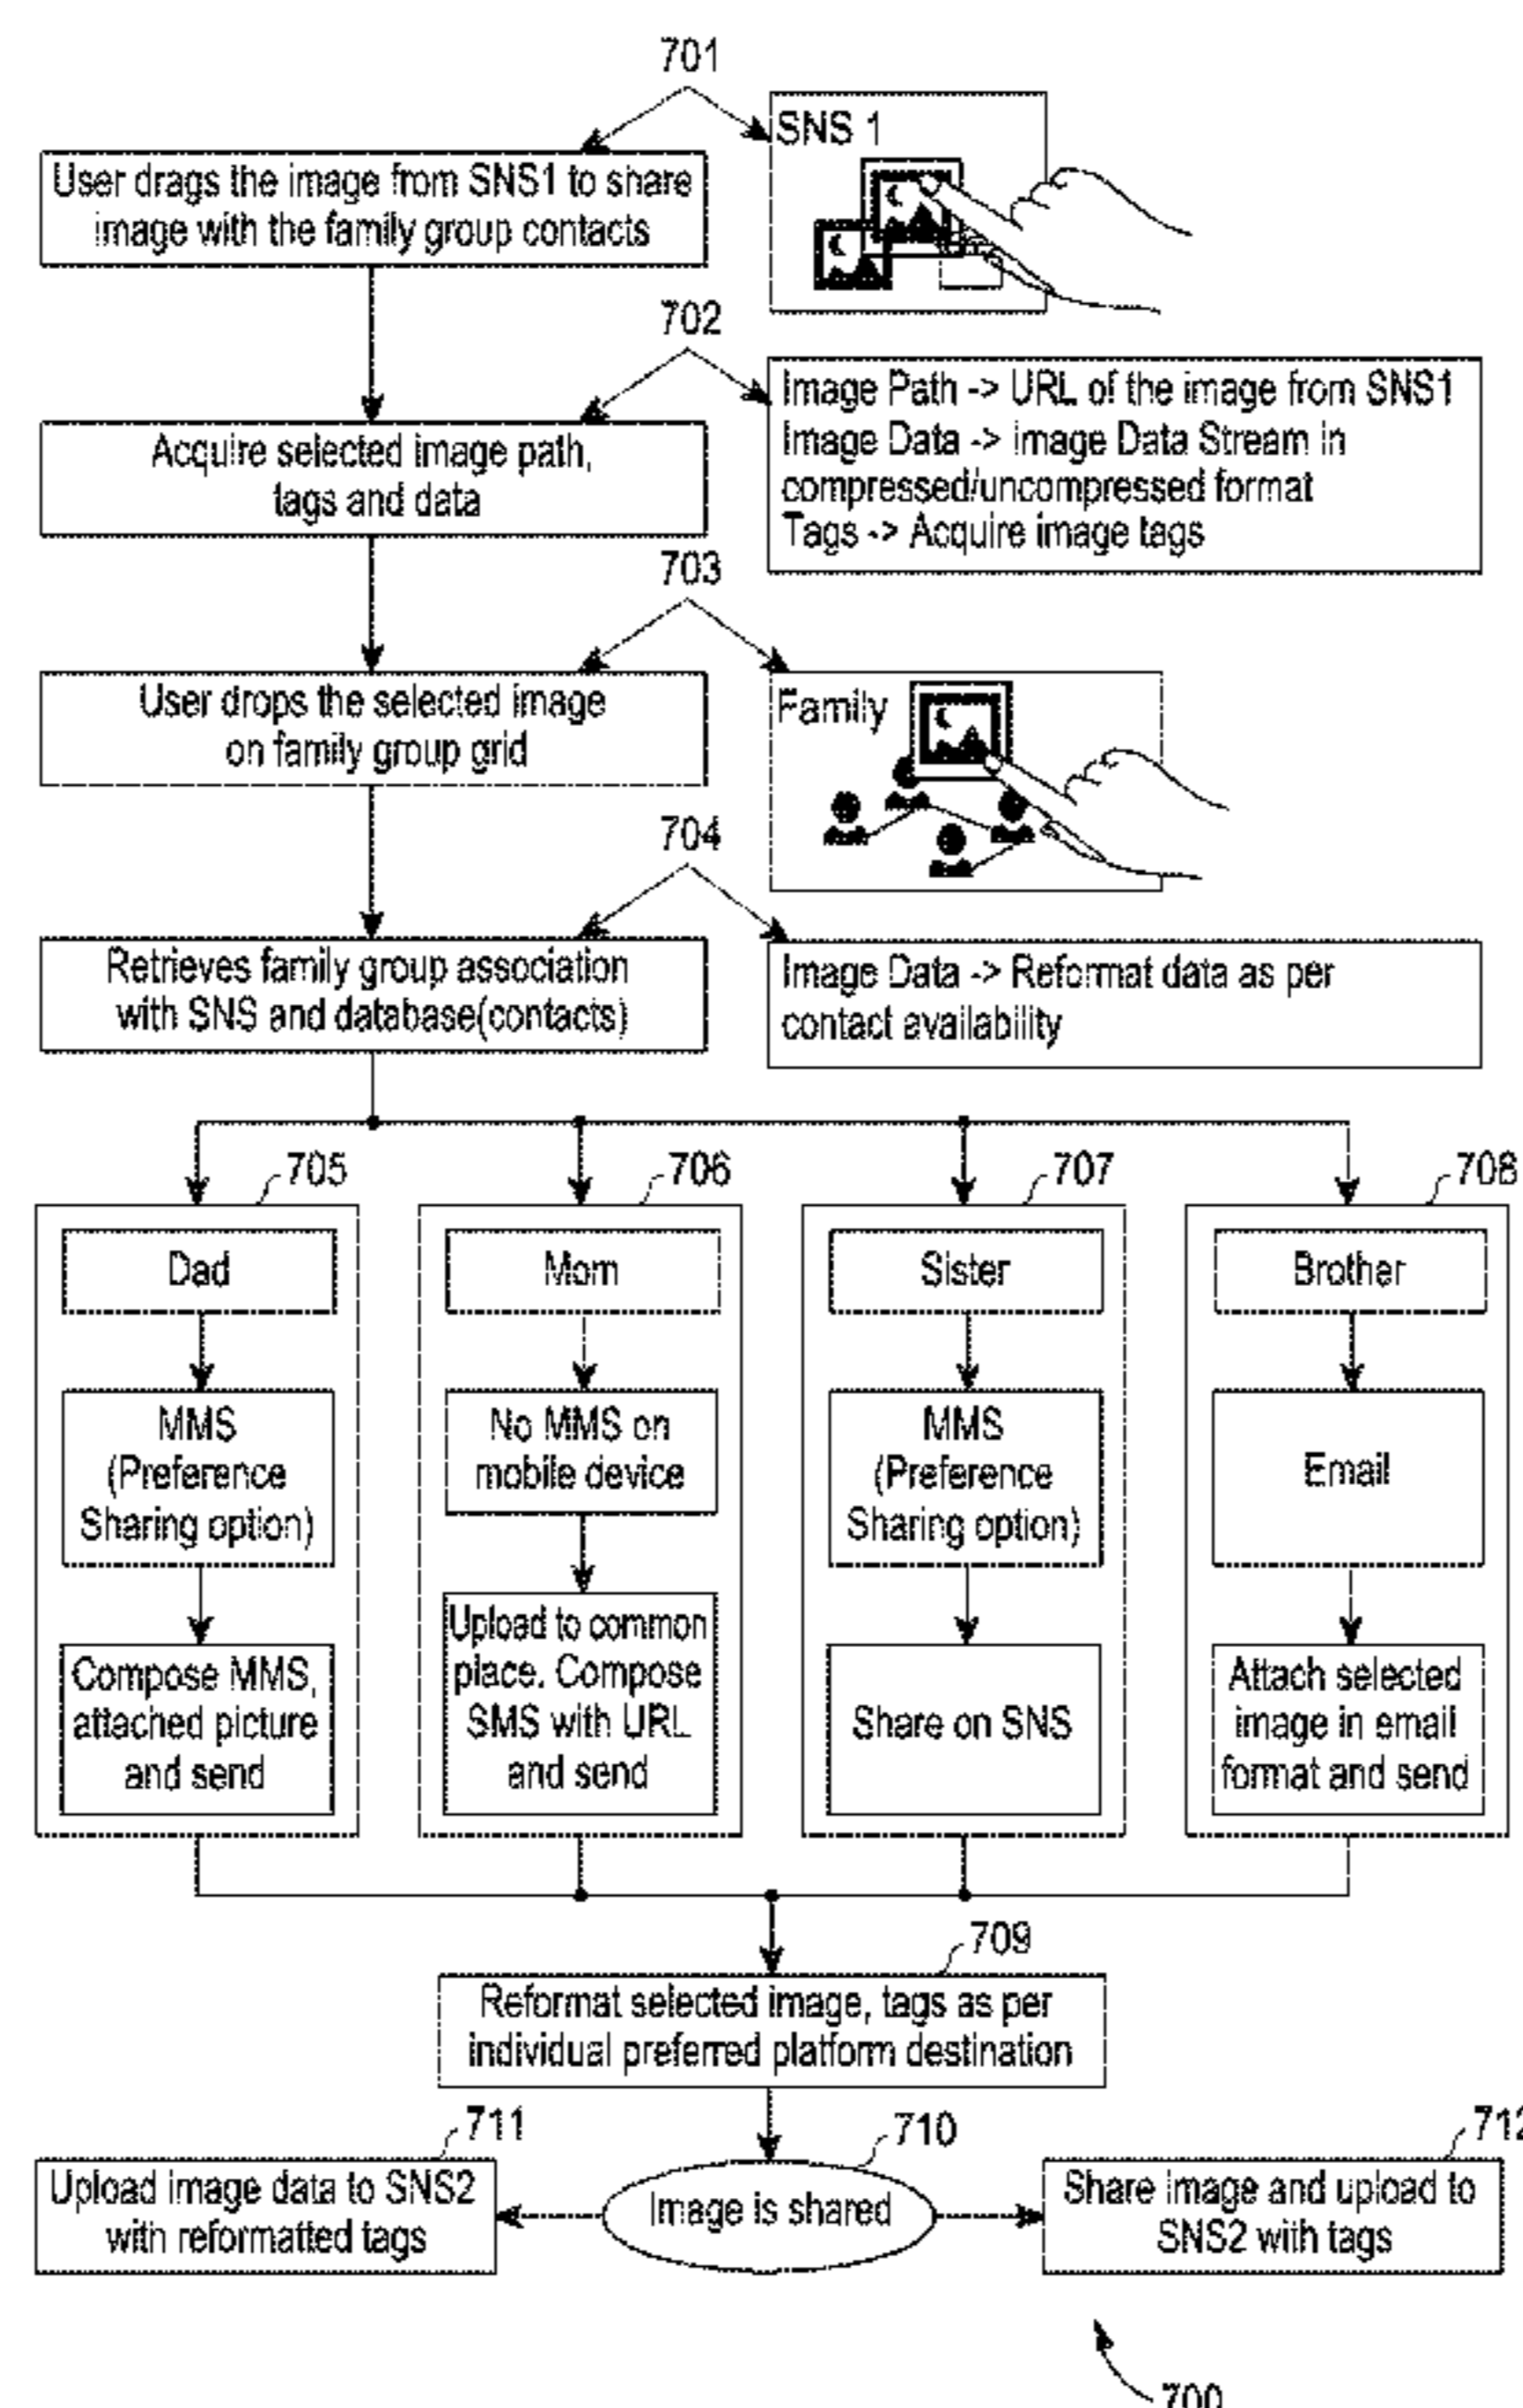 701
SNS 1
User drags the image from SNS1 to share
image with the family group contacts
702
Image Path -> URL of the image from SNS1
Image Data -> image Data Stream in
compressed/uncompressed format
Tags -> Acquire image tags
Acquire selected image path,
tags and data
703
User drops the selected image
on family group grid
Family
704
Retrieves family group association
with SNS and database(contacts)
Image Data -> Reformat data as per
contact availability
705
706
707
708
Dad
MMS
(Preference
Sharing option)
Compose MMS,
attached picture
and send
Mom
No MMS on
mobile device
Upload to common
place. Compose
SMS with URL
and send
Sister
MMS
(Preference
Sharing option)
Share on SNS
Brother
Email
Attach selected
image in email
format and send
709
Reformat selected image, tags as per
individual preferred platform destination
711
710
712
Upload image data to SNS2
with reformatted tags
Image is shared
Share image and upload to
SNS2 with tags
700